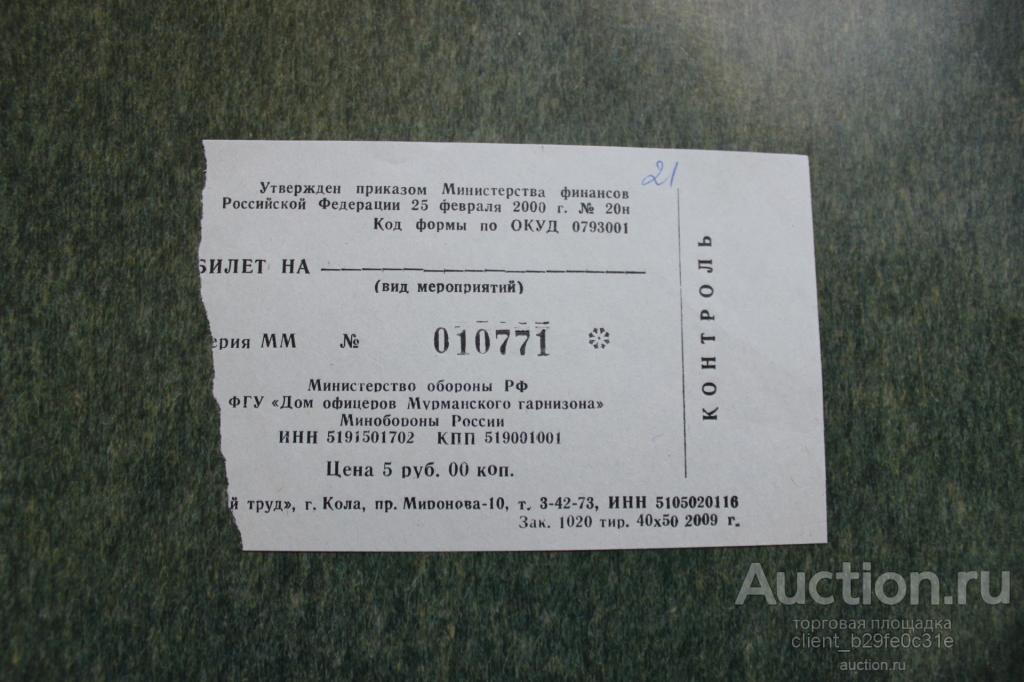 21
Утвержден приказом Министерства финансов
Российской Федерации 25 февраля 2000 г. № 20н
Код формы по ОКУД 0793001
БИЛЕТ НА
(вид мероприятий)
ерия ММ № 010771
Министерство обороны РФ
ФГУ «Дом офицеров Мурманского гарнизона»
Минобороны России
ИНН 5191501702 КПП 519001001
Цена 5 руб. 00 коп.
й труд», г. Кола, пр. Миронова-10, т. 3-42-73, ИНН 5105020116
Зак. 1020 тир. 40х50 2009 г.
КОНТРОЛЬ
Auction.ru
торговая площадка
client_b29fe0c31e
auction.ru